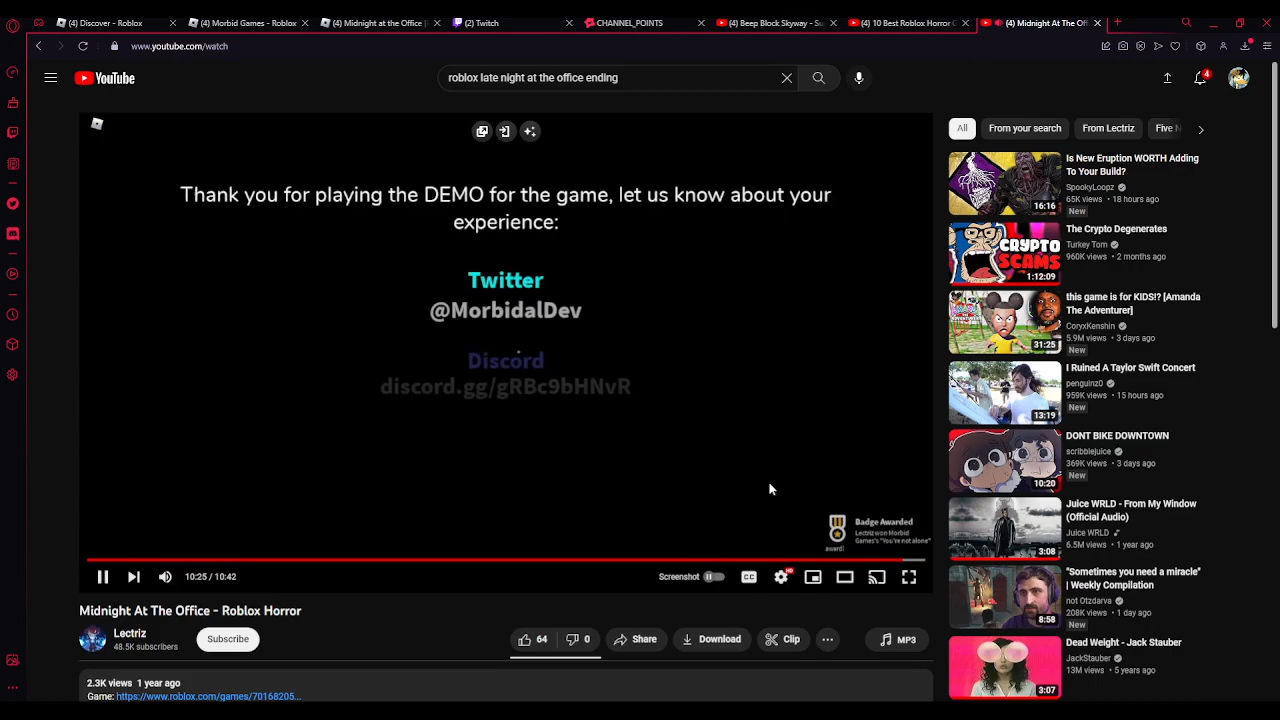 (4) Discover - Roblox
(4) Morbid Games - Roblox
(4) Midnight at the Office |
(2) Twitch
CHANNEL_POINTS
(4) Beep Block Skyway - Su
(4) 10 Best Roblox Horror G
(4) Midnight At The Off
www.youtube.com/watch
YouTube
roblox late night at the office ending
4
Thank you for playing the DEMO for the game, let us know about your
experience:
Twitter
@MorbidalDev
Discord
discord.gg/gRBc9bHNvR
Badge Awarded
Lectriz won Morbid
Games's "You're not alone"
award!
10:25 / 10:42
Screenshot
CC
HD
Midnight At The Office - Roblox Horror
Lectriz
48.5K subscribers
Subscribe
64
0
Share
Download
Clip
MP3
2.3K views 1 year ago
Game: https://www.roblox.com/games/70168205...
All
From your search
From Lectriz
Five N
16:16
Is New Eruption WORTH Adding
To Your Build?
SpookyLoopz
65K views • 18 hours ago
New
CRYPTO
SCAMS
1:12:09
The Crypto Degenerates
Turkey Tom
960K views • 2 months ago
31:25
this game is for KIDS!? [Amanda
The Adventurer]
CoryxKenshin
5.9M views • 3 days ago
New
13:19
I Ruined A Taylor Swift Concert
penguinz0
959K views • 15 hours ago
New
10:20
DONT BIKE DOWNTOWN
scribblejuice
369K views • 3 days ago
New
3:08
Juice WRLD - From My Window
(Official Audio)
Juice WRLD
6.5M views • 1 year ago
8:58
"Sometimes you need a miracle"
| Weekly Compilation
not Otzdarva
208K views • 1 day ago
New
3:07
Dead Weight - Jack Stauber
JackStauber
13M views • 5 years ago